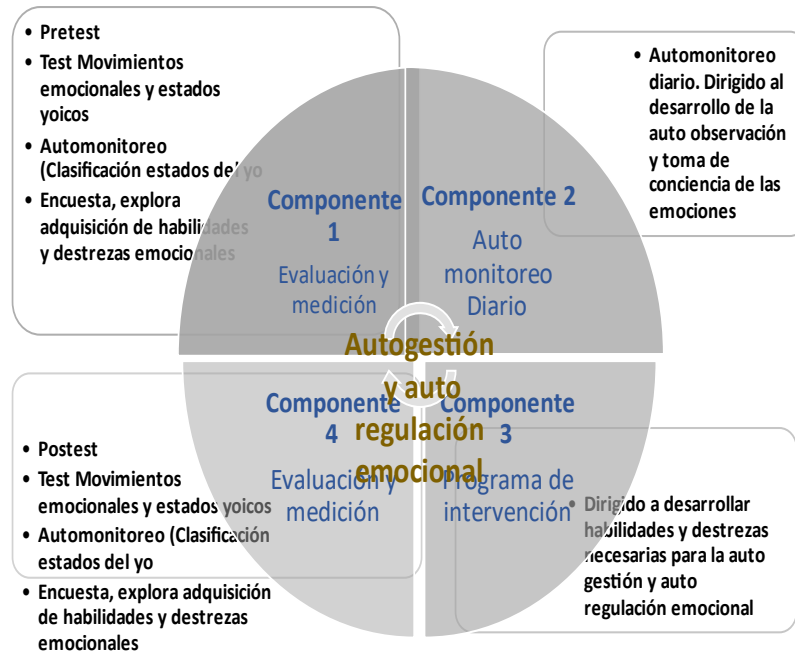 • Pretest
• Test Movimientos
emocionales y estados
yoicos
• Automonitoreo
(Clasificación estados del yo
• Encuesta, explora
adquisición de habilidades
y destrezas emocionales
• Automonitoreo
diario. Dirigido al
desarrollo de la
auto observación
y toma de
conciencia de las
emociones
Componente
1
Evaluación y
medición
Componente 2
Auto
monitoreo
Diario
Autogestión
y auto
regulación
emocional
Componente
4
Evaluación y
medición
Componente
3
Programa de
intervención
• Postest
• Test Movimientos
emocionales y estados yoicos
• Automonitoreo (Clasificación
estados del yo
• Encuesta, explora adquisición
de habilidades y destrezas
emocionales
• Dirigido a desarrollar
habilidades y destrezas
necesarias para la auto
gestión y auto
regulación emocional